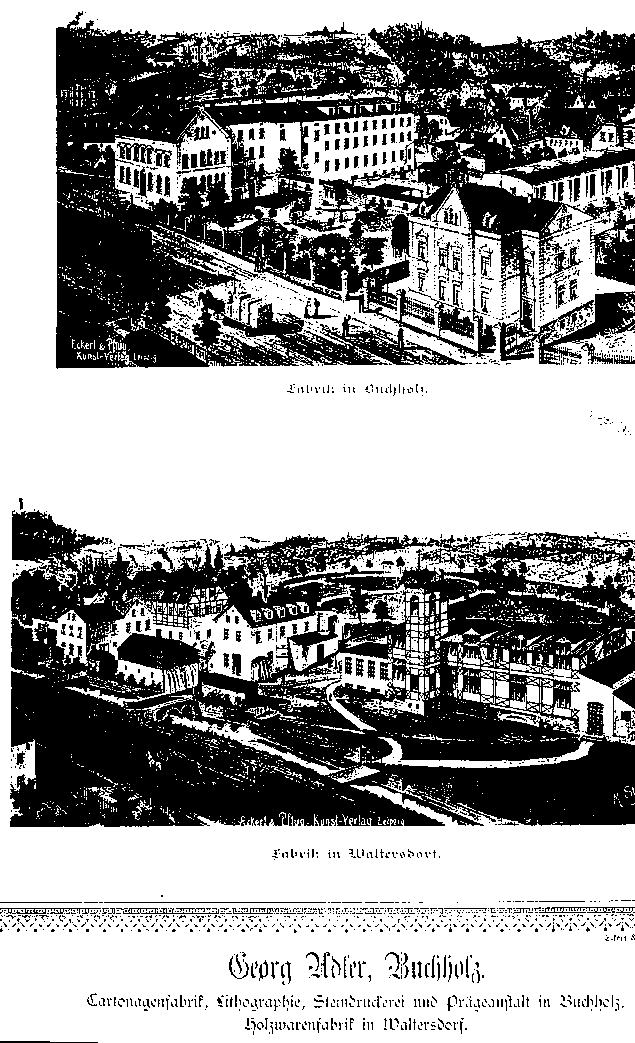 Eckert & Pflug
Kunst-Verlag Leipzig
Fabrik in Buchholz.
Eckert & Pflug. Kunst-Verlag Leipzig
Fabrik in Waltersdorf.
Georg Adler, Buchholz.
Cartonagenfabrik, Lithographie, Steindruckerei und Prägeanstalt in Buchholz.
Holzwarenfabrik in Waltersdorf.